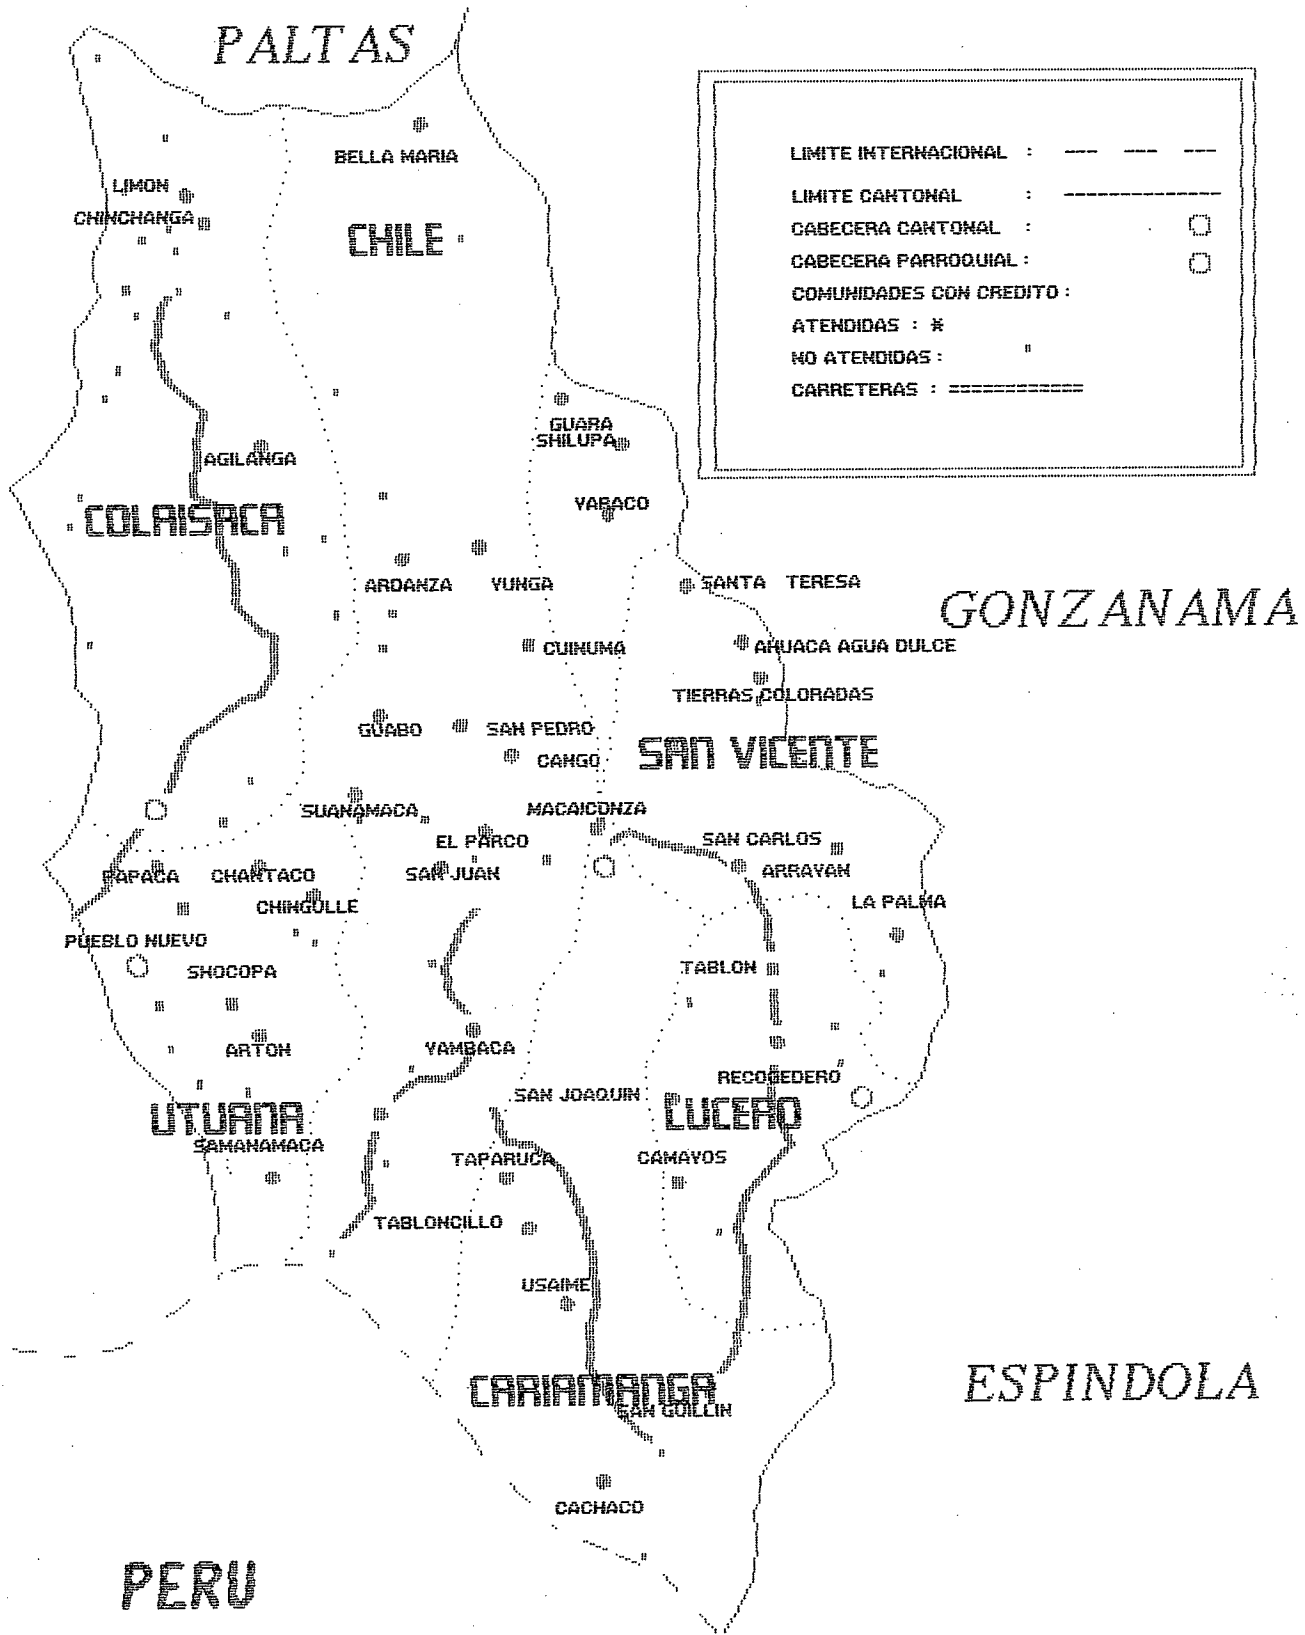 PALTAS
BELLA MARIA
LIMON
CHINCHANGA
CHILE
LIMITE INTERNACIONAL : --- --- ---
LIMITE CANTONAL : --------------
CABECERA CANTONAL :
CABECERA PARROQUIAL :
COMUNIDADES CON CREDITO :
ATENDIDAS : *
NO ATENDIDAS :
CARRETERAS : ============
GUARA
SHILUPA
AGILANGA
YARACO
COLAISACA
ARDANZA YUNGA
SANTA TERESA
GONZANAMA
CUINUMA
AHUACA AGUA DULCE
TIERRAS COLORADAS
GUABO
SAN PEDRO
CANGO
SAN VICENTE
SUANAMACA
MACAICONZA
EL PARCO
SAN CARLOS
PAPACA
CHANTACO
SAN JUAN
ARRAYAN
CHINGULLE
LA PALMA
PUEBLO NUEVO
SHOCOPA
TABLON
ARTON
YAMBACA
RECOGEDERO
SAN JOAQUIN
UTUANA
LUCERO
SAMANAMACA
TAPARUCA
CAMAYOS
TABLONCILLO
USAIME
CARIAMANGA
SAN GUILLIN
ESPINDOLA
CACHACO
PERU